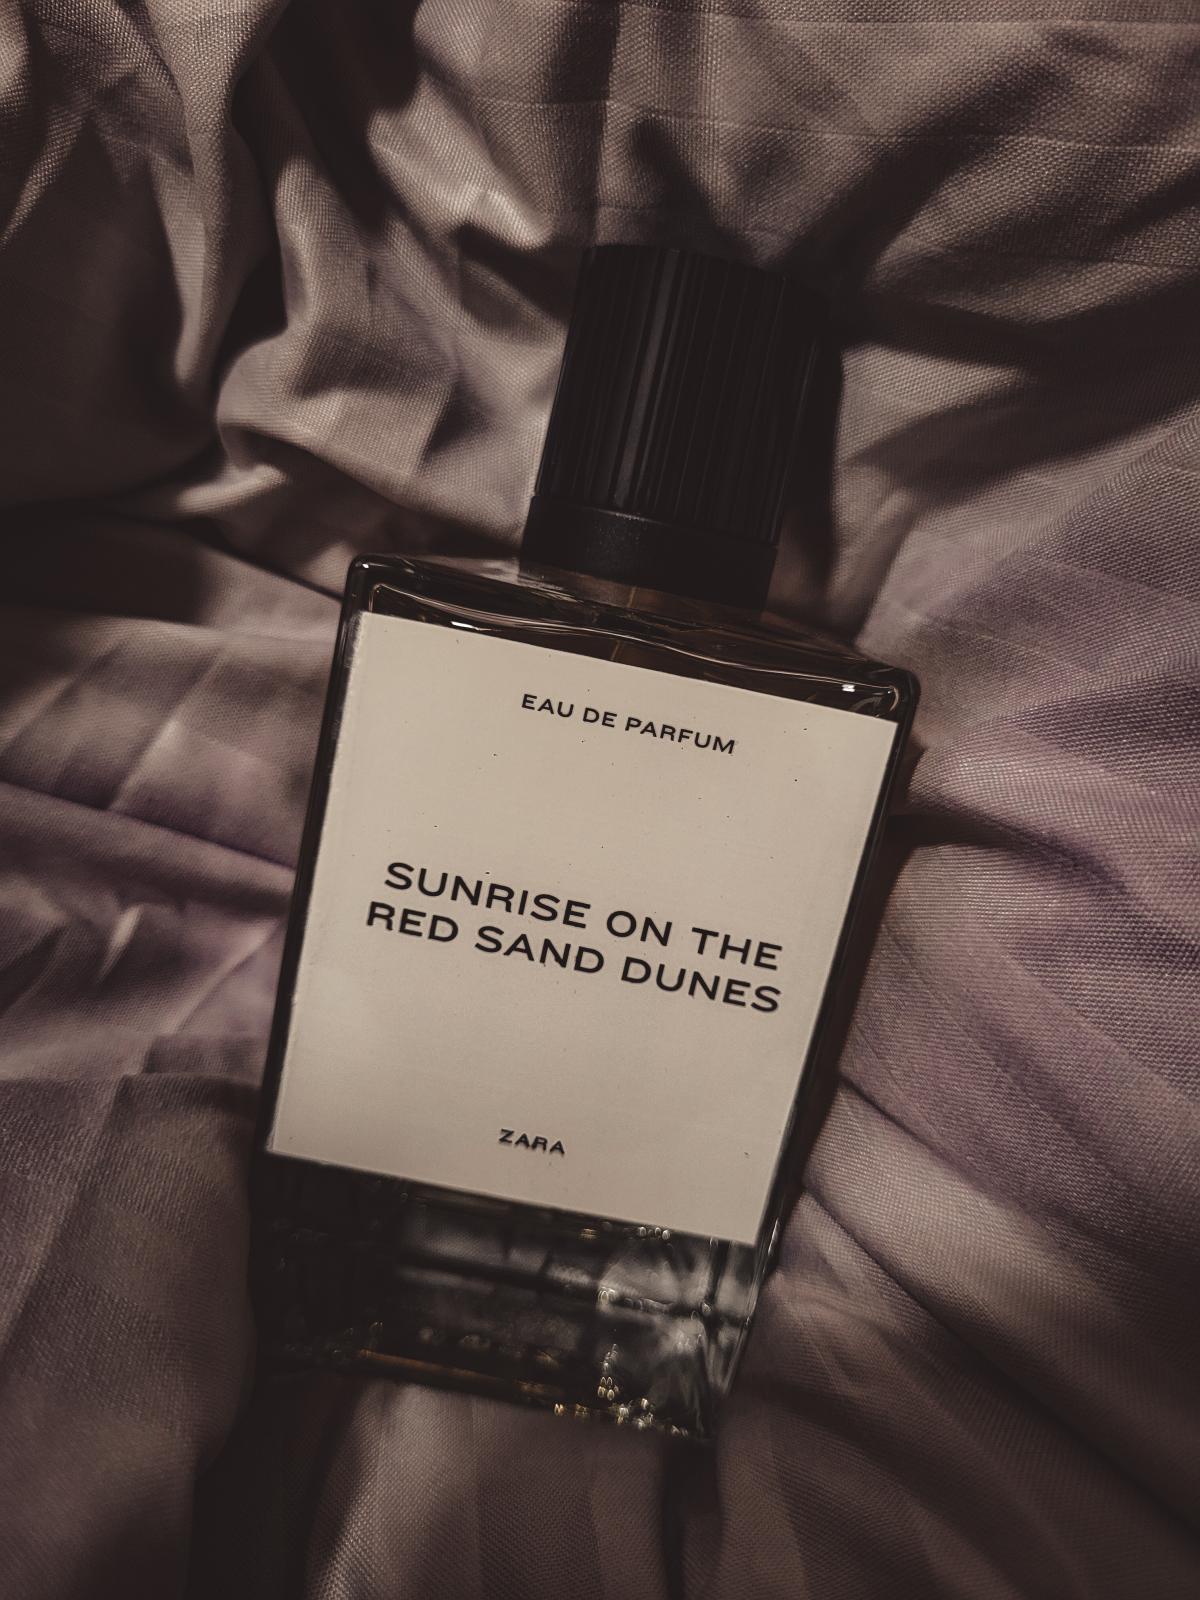 EAU DE PARFUM
SUNRISE ON THE
RED SAND DUNES
ZARA